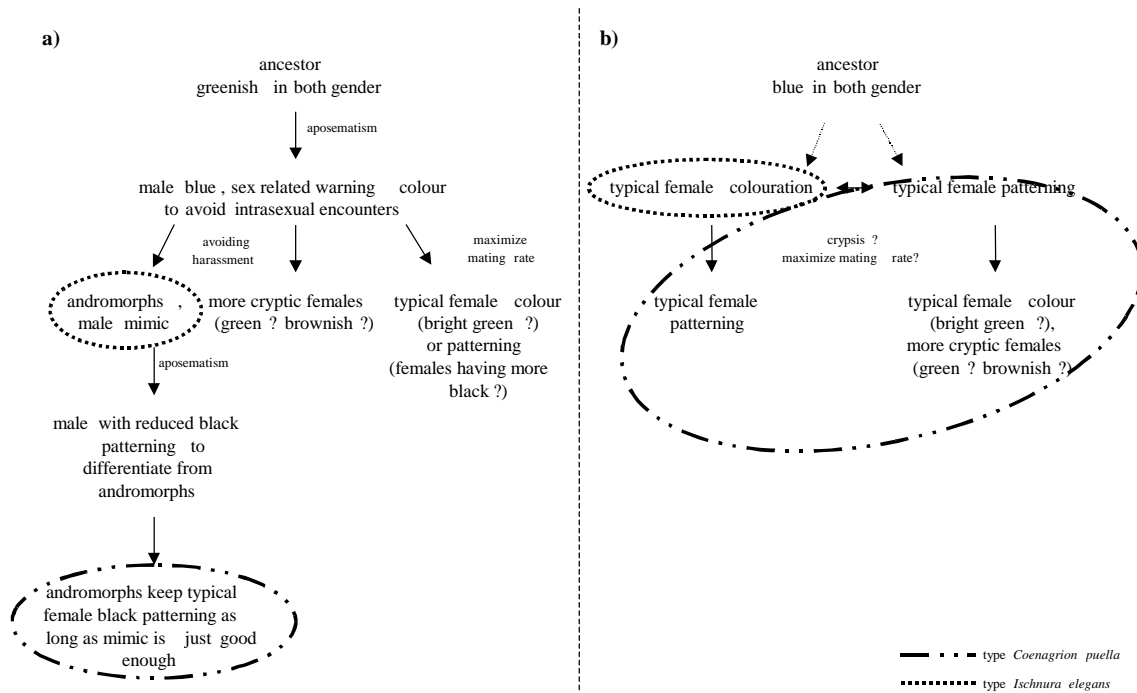 a)
ancestor
greenish in both gender
aposematism
male blue, sex related warning colour
to avoid intrasexual encounters
avoiding
harassment
maximize
mating rate
andromorphs,
male mimic
more cryptic females
(green ? brownish ?)
typical female colour
(bright green ?)
or patterning
(females having more
black ?)
aposematism
male with reduced black
patterning to
differentiate from
andromorphs
andromorphs keep typical
female black patterning as
long as mimic is just good
enough
b)
ancestor
blue in both gender
typical female colouration
typical female patterning
crypsis ?
maximize mating rate?
typical female
patterning
typical female colour
(bright green ?),
more cryptic females
(green ? brownish ?)
type Coenagrion puella
type Ischnura elegans